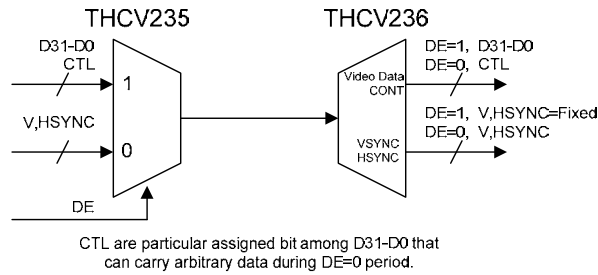 THCV235
THCV236
D31-D0
CTL
1
V,HSYNC
0
DE
Video Data
CONT
VSYNC
HSYNC
DE=1, D31-D0
DE=0, CTL
DE=1, V,HSYNC=Fixed
DE=0, V,HSYNC
CTL are particular assigned bit among D31-D0 that
can carry arbitrary data during DE=0 period.